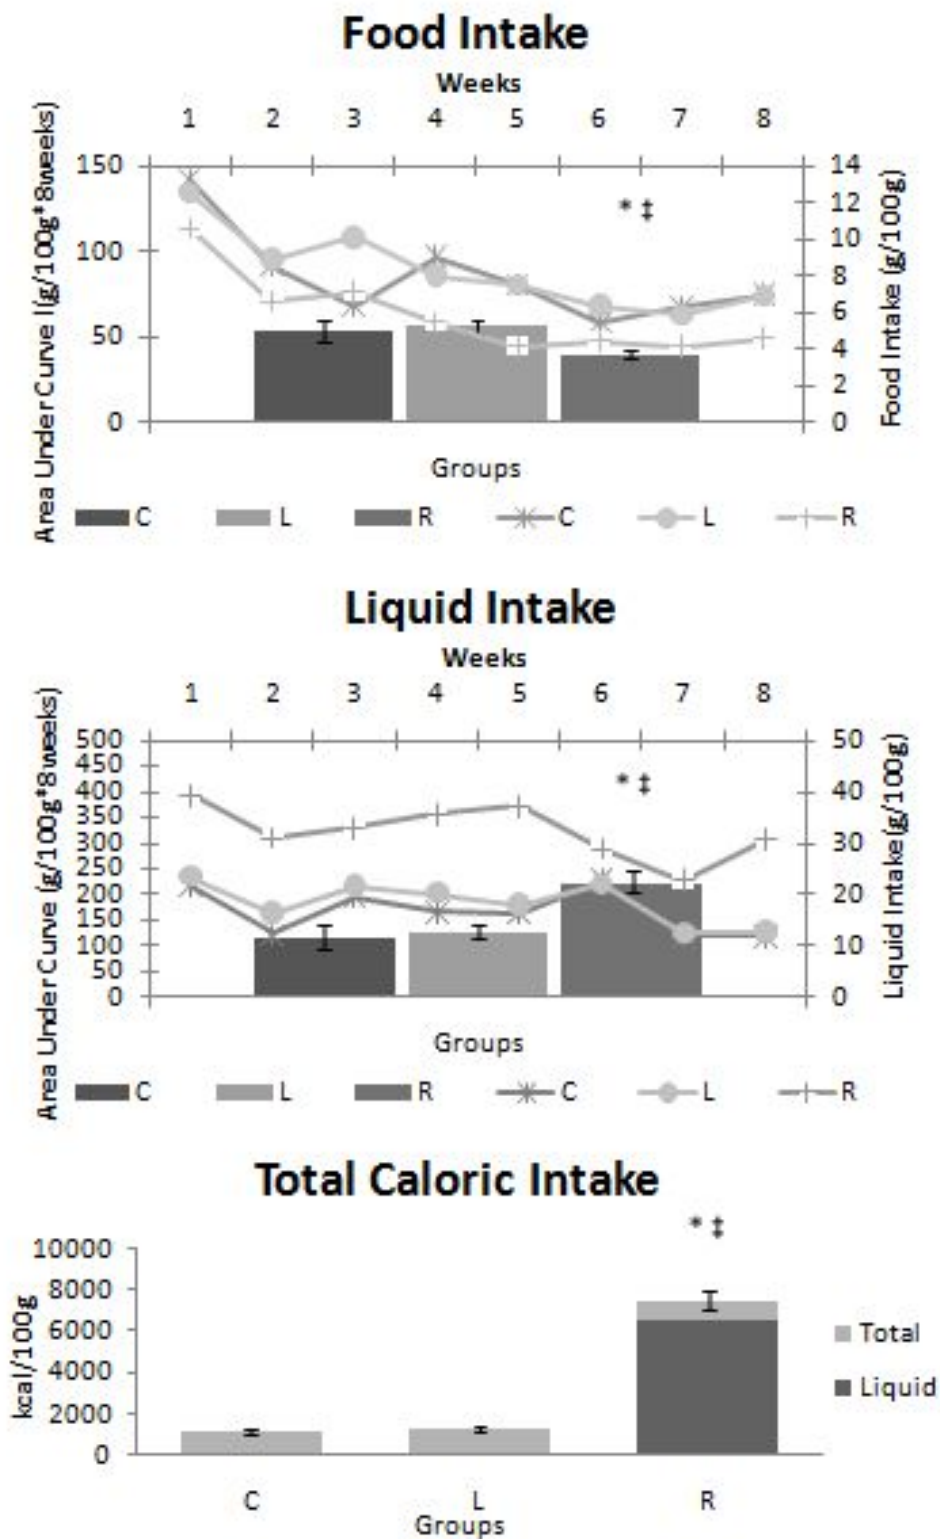 Food Intake
Weeks
1 2 3 4 5 6 7 8
Area Under Curve I(g/100g*8weeks)
150
100
50
0
* ‡
14
12
10
8
6
4
2
0
Food Intake (g/100g)
Groups
C L R C L R
Liquid Intake
Weeks
1 2 3 4 5 6 7 8
Area Under Curve (g/100g*8weeks)
500
450
400
350
300
250
200
150
100
50
0
* ‡
50
40
30
20
10
0
Liquid Intake(g/100g)
Groups
C L R C L R
Total Caloric Intake
* ‡
kcal/100g
10000
8000
6000
4000
2000
0
Total
Liquid
C L R
Groups